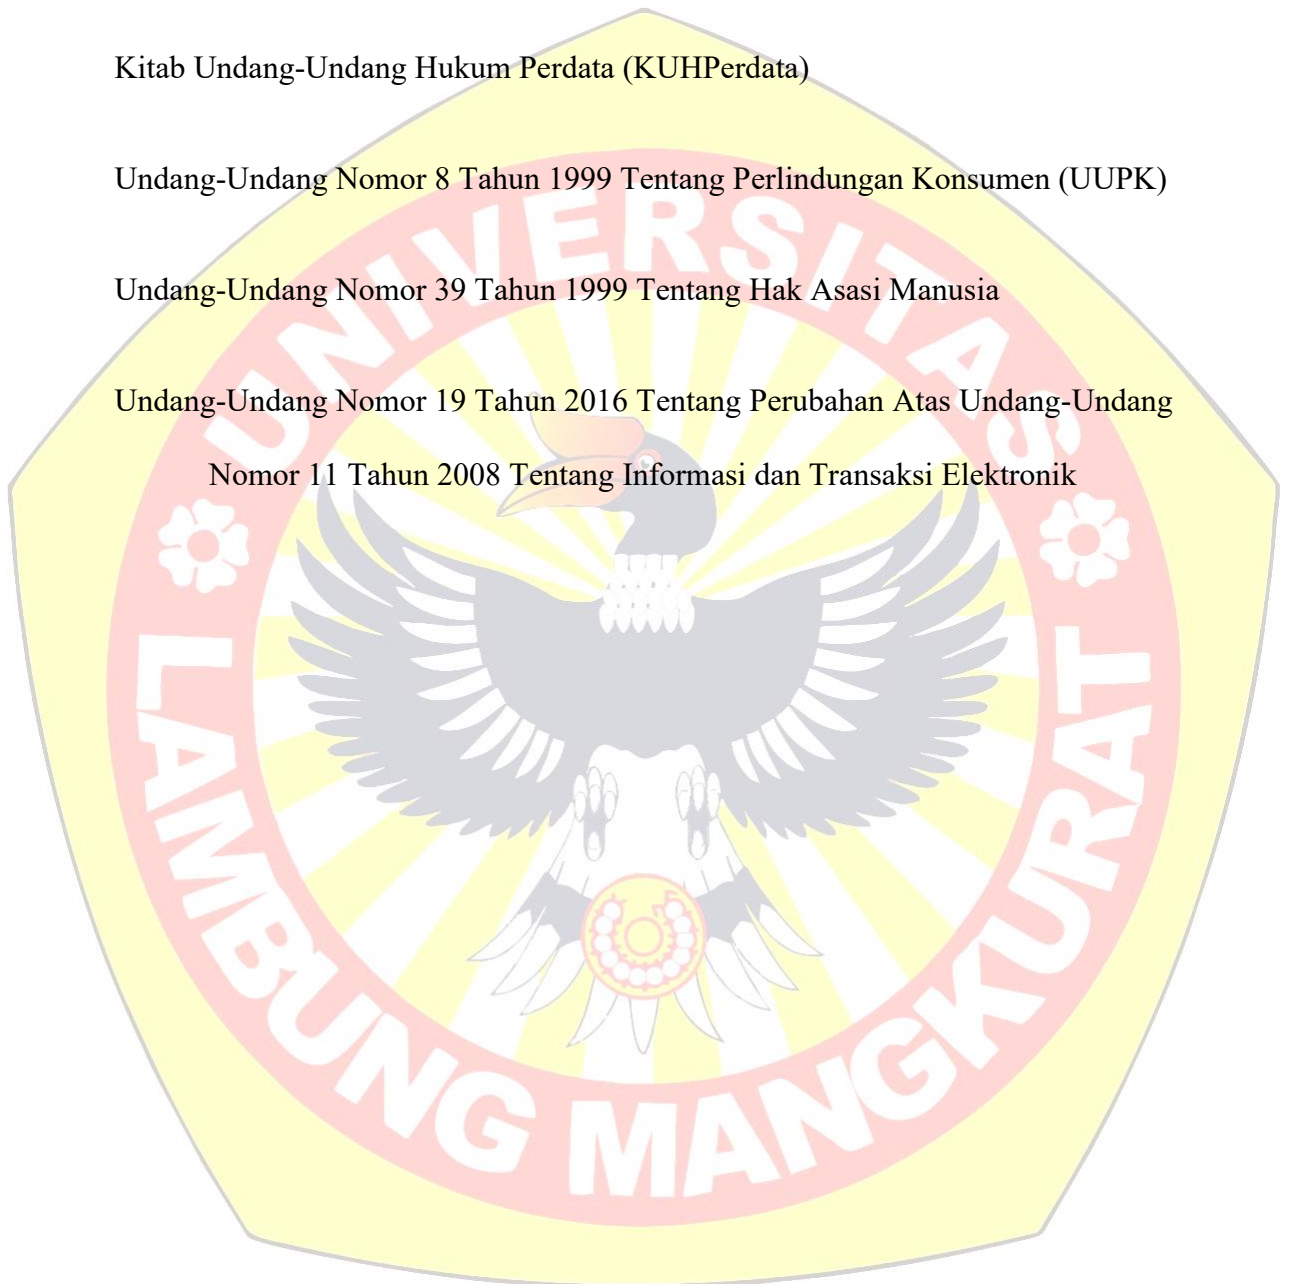 Kitab Undang-Undang Hukum Perdata (KUHPerdata)
Undang-Undang Nomor 8 Tahun 1999 Tentang Perlindungan Konsumen (UUPK)
Undang-Undang Nomor 39 Tahun 1999 Tentang Hak Asasi Manusia
Undang-Undang Nomor 19 Tahun 2016 Tentang Perubahan Atas Undang-Undang
Nomor 11 Tahun 2008 Tentang Informasi dan Transaksi Elektronik
UNIVERSITAS
LAMBUNG MANGKURAT